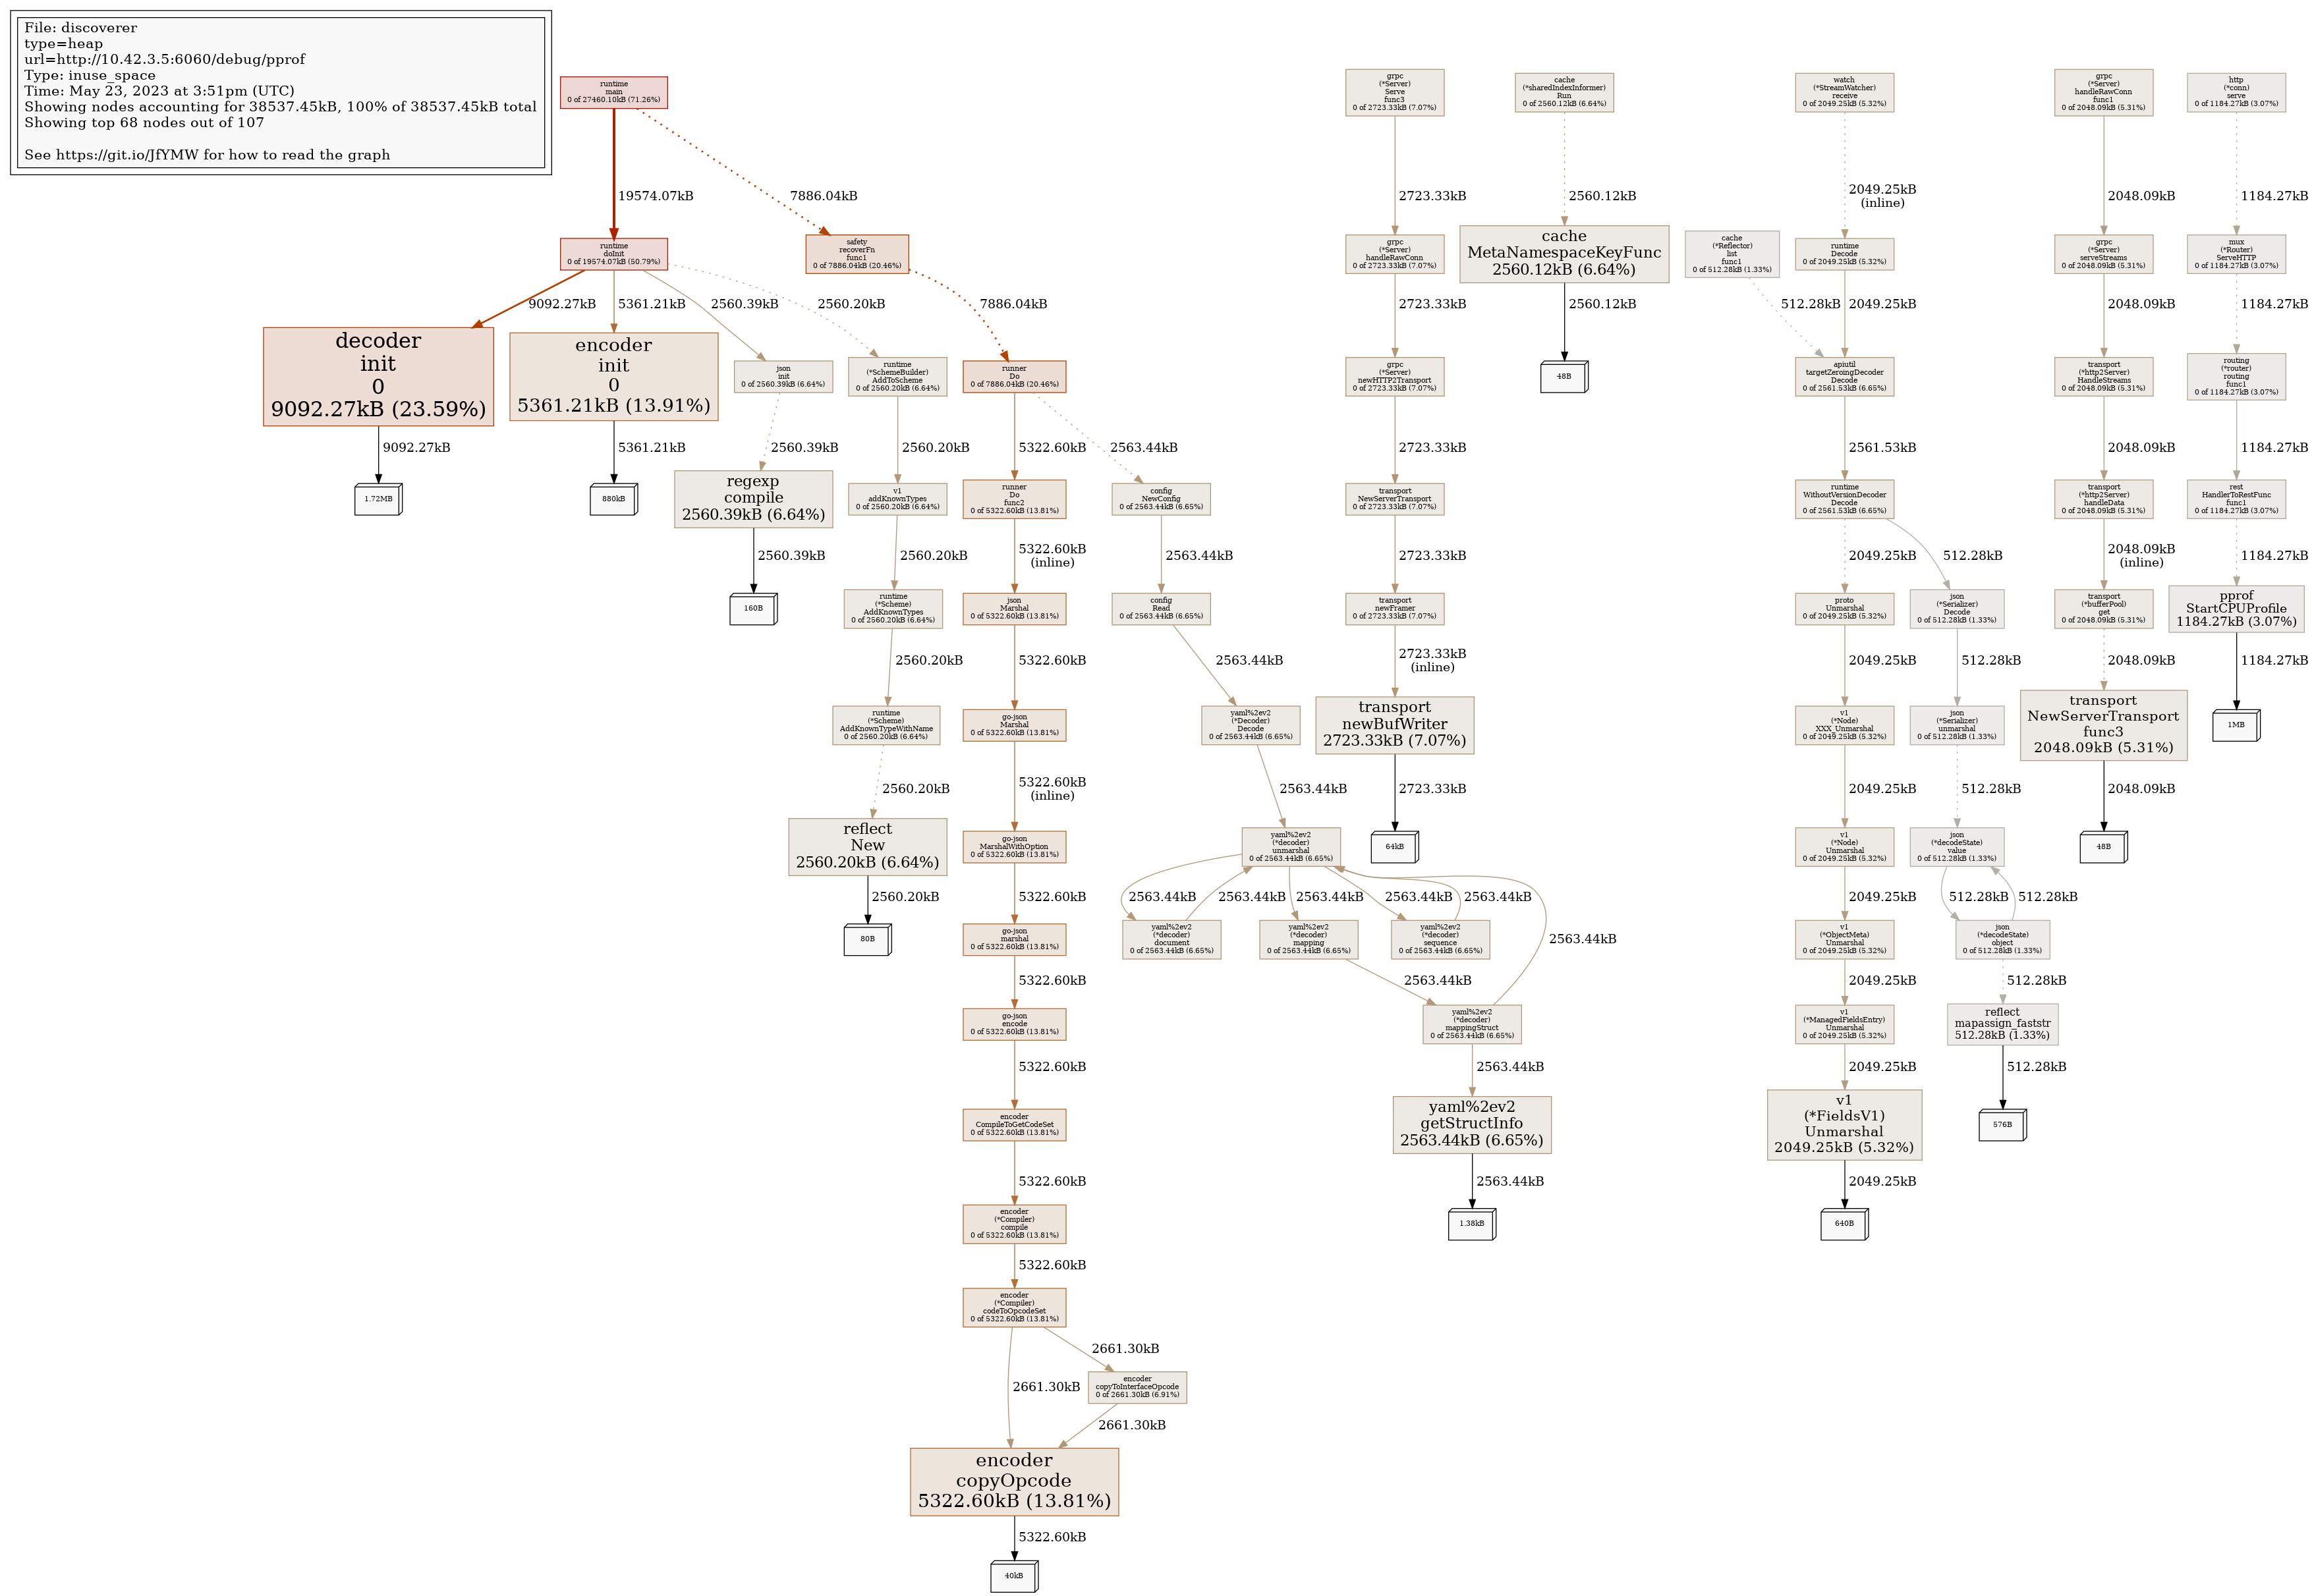 File: discoverer
type=heap
url=http://10.42.3.5:6060/debug/pprof
Type: inuse_space
Time: May 23, 2023 at 3:51pm (UTC)
Showing nodes accounting for 38537.45kB, 100% of 38537.45kB total
Showing top 68 nodes out of 107
See https://git.io/JfYMW for how to read the graph
runtime
main
0 of 27460.10kB (71.26%)
19574.07kB
7886.04kB
runtime
doInit
0 of 19574.07kB (50.79%)
safety
recoverFn
func1
0 of 7886.04kB (20.46%)
9092.27kB
5361.21kB
2560.39kB
2560.20kB
7886.04kB
decoder
init
0
9092.27kB (23.59%)
9092.27kB
1.72MB
encoder
init
0
5361.21kB (13.91%)
5361.21kB
880kB
json
init
0 of 2560.39kB (6.64%)
2560.39kB
regexp
compile
2560.39kB (6.64%)
2560.39kB
160B
runtime
(*SchemeBuilder)
AddToScheme
0 of 2560.20kB (6.64%)
2560.20kB
v1
addKnownTypes
0 of 2560.20kB (6.64%)
2560.20kB
runtime
(*Scheme)
AddKnownTypes
0 of 2560.20kB (6.64%)
2560.20kB
runtime
(*Scheme)
AddKnownTypeWithName
0 of 2560.20kB (6.64%)
2560.20kB
reflect
New
2560.20kB (6.64%)
2560.20kB
80B
runner
Do
0 of 7886.04kB (20.46%)
5322.60kB
2563.44kB
runner
Do
func2
0 of 5322.60kB (13.81%)
5322.60kB
(inline)
json
Marshal
0 of 5322.60kB (13.81%)
5322.60kB
go-json
Marshal
0 of 5322.60kB (13.81%)
5322.60kB
(inline)
go-json
MarshalWithOption
0 of 5322.60kB (13.81%)
5322.60kB
go-json
marshal
0 of 5322.60kB (13.81%)
5322.60kB
go-json
encode
0 of 5322.60kB (13.81%)
5322.60kB
encoder
CompileToGetCodeSet
0 of 5322.60kB (13.81%)
5322.60kB
encoder
(*Compiler)
compile
0 of 5322.60kB (13.81%)
5322.60kB
encoder
(*Compiler)
codeToOpcodeSet
0 of 5322.60kB (13.81%)
2661.30kB
2661.30kB
encoder
copyToInterfaceOpcode
0 of 2661.30kB (6.91%)
2661.30kB
encoder
copyOpcode
5322.60kB (13.81%)
5322.60kB
40kB
config
NewConfig
0 of 2563.44kB (6.65%)
2563.44kB
config
Read
0 of 2563.44kB (6.65%)
2563.44kB
yaml%2ev2
(*Decoder)
Decode
0 of 2563.44kB (6.65%)
2563.44kB
yaml%2ev2
(*decoder)
unmarshal
0 of 2563.44kB (6.65%)
2563.44kB
2563.44kB
2563.44kB
2563.44kB
2563.44kB
yaml%2ev2
(*decoder)
document
0 of 2563.44kB (6.65%)
yaml%2ev2
(*decoder)
mapping
0 of 2563.44kB (6.65%)
yaml%2ev2
(*decoder)
sequence
0 of 2563.44kB (6.65%)
2563.44kB
2563.44kB
yaml%2ev2
(*decoder)
mappingStruct
0 of 2563.44kB (6.65%)
2563.44kB
yaml%2ev2
getStructInfo
2563.44kB (6.65%)
2563.44kB
1.38kB
grpc
(*Server)
Serve
func3
0 of 2723.33kB (7.07%)
2723.33kB
grpc
(*Server)
handleRawConn
0 of 2723.33kB (7.07%)
2723.33kB
grpc
(*Server)
newHTTP2Transport
0 of 2723.33kB (7.07%)
2723.33kB
transport
NewServerTransport
0 of 2723.33kB (7.07%)
2723.33kB
transport
newFramer
0 of 2723.33kB (7.07%)
2723.33kB
(inline)
transport
newBufWriter
2723.33kB (7.07%)
2723.33kB
64kB
cache
(*sharedIndexInformer)
Run
0 of 2560.12kB (6.64%)
2560.12kB
cache
MetaNamespaceKeyFunc
2560.12kB (6.64%)
2560.12kB
48B
cache
(*Reflector)
list
func1
0 of 512.28kB (1.33%)
512.28kB
watch
(*StreamWatcher)
receive
0 of 2049.25kB (5.32%)
2049.25kB
(inline)
runtime
Decode
0 of 2049.25kB (5.32%)
2049.25kB
apiutil
targetZeroingDecoder
Decode
0 of 2561.53kB (6.65%)
2561.53kB
runtime
WithoutVersionDecoder
Decode
0 of 2561.53kB (6.65%)
2049.25kB
512.28kB
proto
Unmarshal
0 of 2049.25kB (5.32%)
2049.25kB
v1
(*Node)
XXX_Unmarshal
0 of 2049.25kB (5.32%)
2049.25kB
v1
(*Node)
Unmarshal
0 of 2049.25kB (5.32%)
2049.25kB
v1
(*ObjectMeta)
Unmarshal
0 of 2049.25kB (5.32%)
2049.25kB
v1
(*ManagedFieldsEntry)
Unmarshal
0 of 2049.25kB (5.32%)
2049.25kB
v1
(*FieldsV1)
Unmarshal
2049.25kB (5.32%)
2049.25kB
640B
json
(*Serializer)
Decode
0 of 512.28kB (1.33%)
512.28kB
json
(*Serializer)
unmarshal
0 of 512.28kB (1.33%)
512.28kB
json
(*decodeState)
value
0 of 512.28kB (1.33%)
512.28kB
512.28kB
json
(*decodeState)
object
0 of 512.28kB (1.33%)
512.28kB
reflect
mapassign_faststr
512.28kB (1.33%)
512.28kB
576B
grpc
(*Server)
handleRawConn
func1
0 of 2048.09kB (5.31%)
2048.09kB
grpc
(*Server)
serveStreams
0 of 2048.09kB (5.31%)
2048.09kB
transport
(*http2Server)
HandleStreams
0 of 2048.09kB (5.31%)
2048.09kB
transport
(*http2Server)
handleData
0 of 2048.09kB (5.31%)
2048.09kB
(inline)
transport
(*bufferPool)
get
0 of 2048.09kB (5.31%)
2048.09kB
transport
NewServerTransport
func3
2048.09kB (5.31%)
2048.09kB
48B
http
(*conn)
serve
0 of 1184.27kB (3.07%)
1184.27kB
mux
(*Router)
ServeHTTP
0 of 1184.27kB (3.07%)
1184.27kB
routing
(*router)
routing
func1
0 of 1184.27kB (3.07%)
1184.27kB
rest
HandlerToRestFunc
func1
0 of 1184.27kB (3.07%)
1184.27kB
pprof
StartCPUProfile
1184.27kB (3.07%)
1184.27kB
1MB